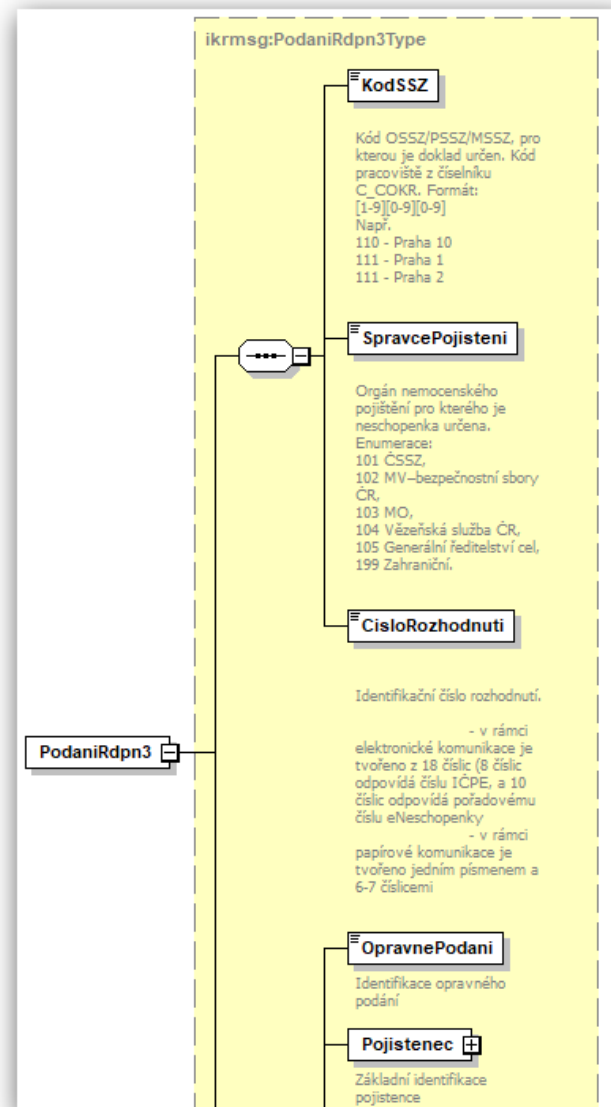 ikrmsg:PodaniRdpn3Type
KodSSZ
Kód OSSZ/PSSZ/MSSZ, pro
kterou je doklad určen. Kód
pracoviště z číselníku
C_COKR. Formát:
[1-9][0-9][0-9]
Např.
110 - Praha 10
111 - Praha 1
111 - Praha 2
SpravcePojisteni
Orgán nemocenského
pojištění pro kterého je
neschopenka určena.
Enumerace:
101 ČSSZ,
102 MV–bezpečnostní sbory
ČR,
103 MO,
104 Vězeňská služba ČR,
105 Generální ředitelství cel,
199 Zahraniční.
CisloRozhodnuti
Identifikační číslo rozhodnutí.
- v rámci
elektronické komunikace je
tvořeno z 18 číslic (8 číslic
odpovídá číslu IČPE, a 10
číslic odpovídá pořadovému
číslu eNeschopenky
- v rámci
papírové komunikace je
tvořeno jedním písmenem a
6-7 číslicemi
PodaniRdpn3
OpravnePodani
Identifikace opravného
podání
Pojistenec
Základní identifikace
pojistence